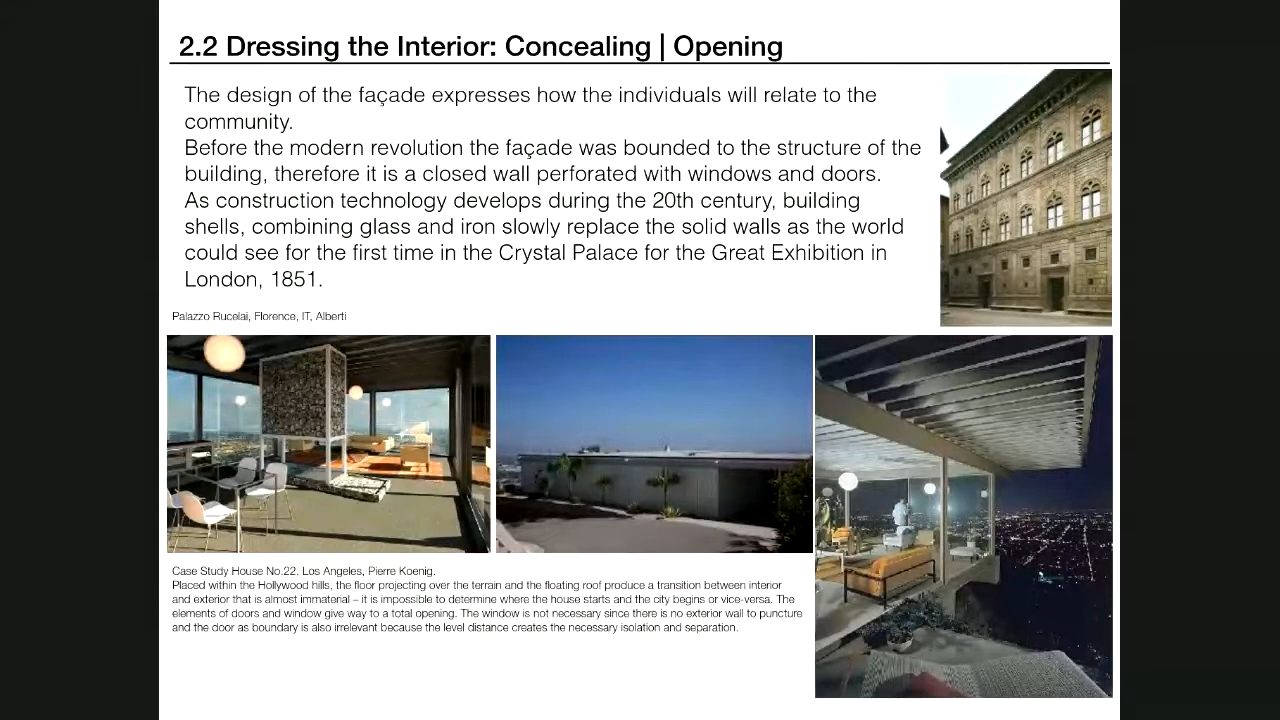 2.2 Dressing the Interior: Concealing | Opening
The design of the façade expresses how the individuals will relate to the
community.
Before the modern revolution the façade was bounded to the structure of the
building, therefore it is a closed wall perforated with windows and doors.
As construction technology develops during the 20th century, building
shells, combining glass and iron slowly replace the solid walls as the world
could see for the first time in the Crystal Palace for the Great Exhibition in
London, 1851.
Palazzo Rucelai, Florence, IT, Alberti
Case Study House No.22, Los Angeles, Pierre Koenig.
Placed within the Hollywood hills, the floor projecting over the terrain and the floating roof produce a transition between interior
and exterior that is almost immaterial – it is impossible to determine where the house starts and the city begins or vice-versa. The
elements of doors and window give way to a total opening. The window is not necessary since there is no exterior wall to puncture
and the door as boundary is also irrelevant because the level distance creates the necessary isolation and separation.